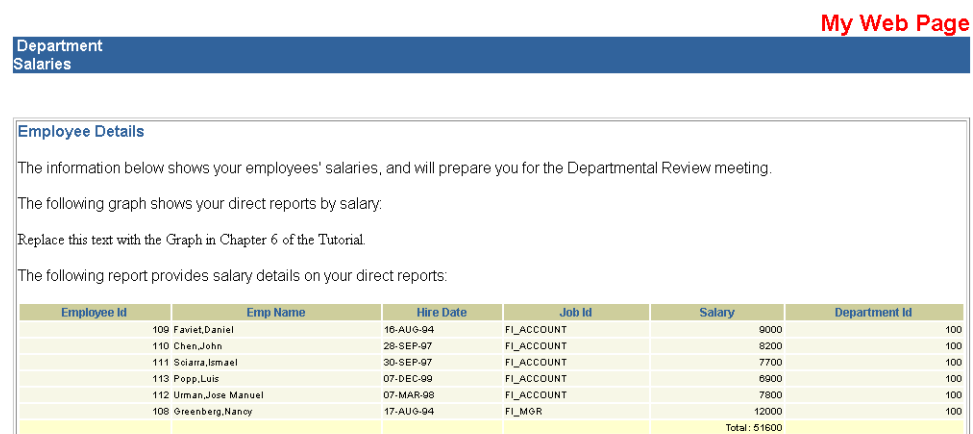 My Web Page
Department
Salaries
Employee Details
The information below shows your employees' salaries, and will prepare you for the Departmental Review meeting.
The following graph shows your direct reports by salary:
Replace this text with the Graph in Chapter 6 of the Tutorial.
The following report provides salary details on your direct reports:
Employee Id Emp Name Hire Date Job Id Salary Department Id
109 Faviet,Daniel 16-AUG-94 FI_ACCOUNT 9000 100
110 Chen,John 28-SEP-97 FI_ACCOUNT 8200 100
111 Sciarra,Ismael 30-SEP-97 FI_ACCOUNT 7700 100
113 Popp,Luis 07-DEC-99 FI_ACCOUNT 6900 100
112 Urman,Jose Manuel 07-MAR-98 FI_ACCOUNT 7800 100
108 Greenberg,Nancy 17-AUG-94 FI_MGR 12000 100
Total: 51600